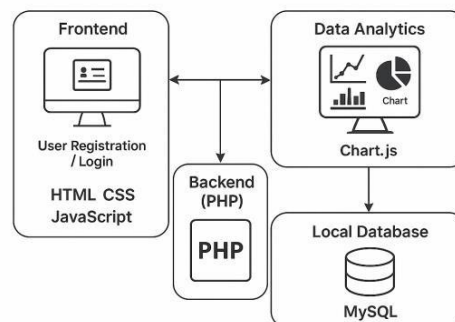 Frontend
User Registration
/ Login
HTML CSS
JavaScript
Data Analytics
Chart
Chart.js
Backend
(PHP)
PHP
Local Database
MySQL